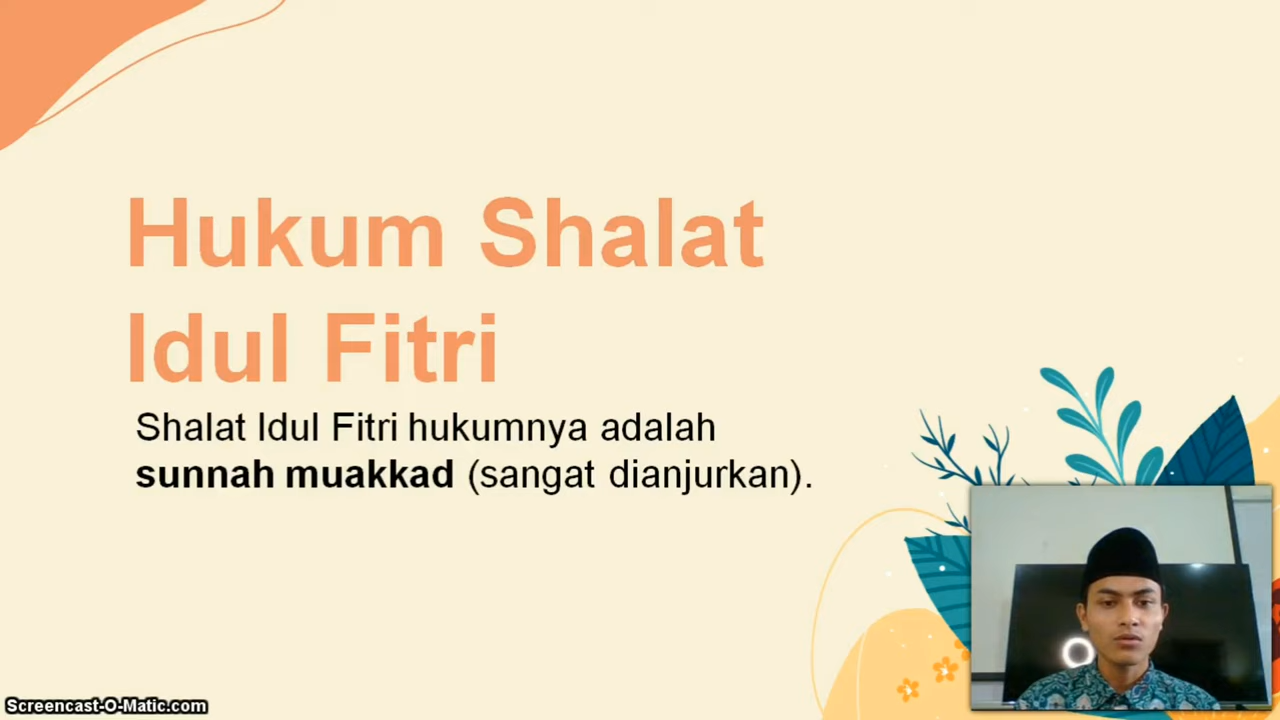 Hukum Shalat
Idul Fitri
Shalat Idul Fitri hukumnya adalah
sunnah muakkad (sangat dianjurkan).
Screencast-O-Matic.com